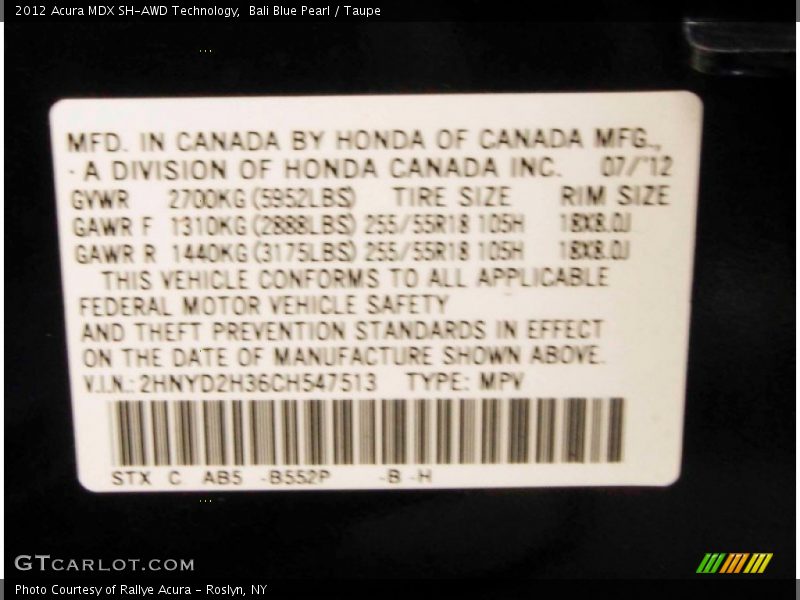 2012 Acura MDX SH-AWD Technology,  Bali Blue Pearl / Taupe
MFD. IN CANADA BY HONDA OF CANADA MFG.,
A DIVISION OF HONDA CANADA INC. 07/'12
GVWR 2700KG (5952LBS) TIRE SIZE RIM SIZE
GAWR F 1310KG (2888LBS) 255/55R18 105H 18X8.0J
GAWR R 1440KG (3175LBS) 255/55R18 105H 18X8.0J
THIS VEHICLE CONFORMS TO ALL APPLICABLE
FEDERAL MOTOR VEHICLE SAFETY
AND THEFT PREVENTION STANDARDS IN EFFECT
ON THE DATE OF MANUFACTURE SHOWN ABOVE.
V.I.N.: 2HNYD2H36CH547513 TYPE: MPV
STX C AB5 -B552P -B -H
GTCARLOT.COM
Photo Courtesy of Rallye Acura - Roslyn, NY